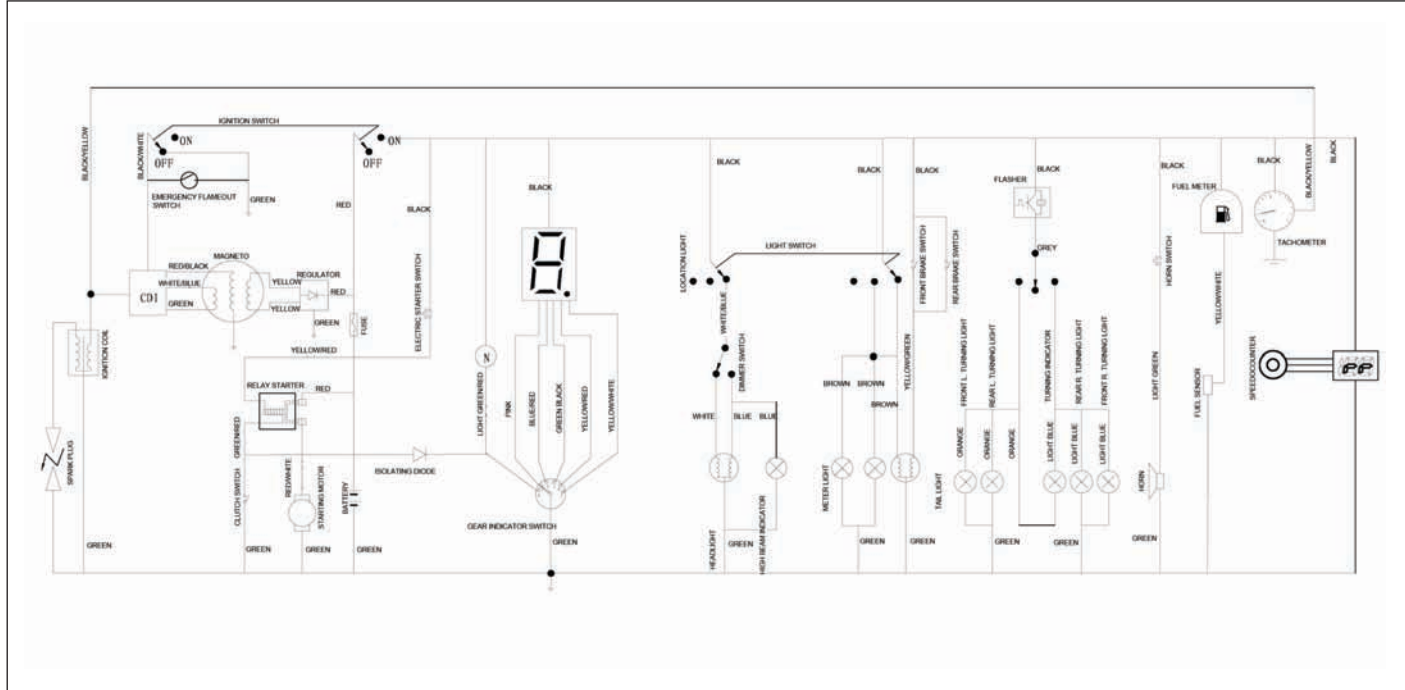 IGNITION SWITCH
BLACK/YELLOW
BLACK/WHITE
ON
OFF
ON
OFF
EMERGENCY FLAMEOUT
SWITCH
GREEN
RED
BLACK
ELECTRIC STARTER SWITCH
MAGNETO
RED/BLACK
WHITE/BLUE
GREEN
CDI
YELLOW
YELLOW
REGULATOR
RED
GREEN
FUSE
IGNITION COIL
YELLOW/RED
RELAY STARTER
RED
GREEN/RED
CLUTCH SWITCH
RED/WHITE
STARTING MOTOR
BATTERY
SPARK PLUG
GREEN
GREEN
GREEN
GREEN
ISOLATING DIODE
N
LIGHT GREEN/RED
BLACK
8.
PINK
BLUE/RED
GREEN BLACK
YELLOW/RED
YELLOW/WHITE
GEAR INDICATOR SWITCH
GREEN
BLACK
LOCATION LIGHT
LIGHT SWITCH
WHITE/BLUE
DIMMER SWITCH
WHITE
BLUE
BLUE
HEADLIGHT
GREEN
HIGH BEAM INDICATOR
BLACK
BLACK
FRONT BRAKE SWITCH
REAR BRAKE SWITCH
BROWN
BROWN
BROWN
YELLOW/GREEN
METER LIGHT
TAIL LIGHT
GREEN
GREEN
BLACK
FLASHER
GREY
FRONT L. TURNING LIGHT
REAR L. TURNING LIGHT
TURNING INDICATOR
REAR R. TURNING LIGHT
FRONT R. TURNING LGHT
ORANGE
ORANGE
ORANGE
LIGHT BLUE
LIGHT BLUE
LIGHT BLUE
GREEN
GREEN
BLACK
HORN SWITCH
LIGHT GREEN
HORN
GREEN
BLACK
FUEL METER
YELLOW/WHITE
FUEL SENSOR
BLACK
BLACK/YELLOW
TACHOMETER
BLACK
SPEEDOCOUNTER